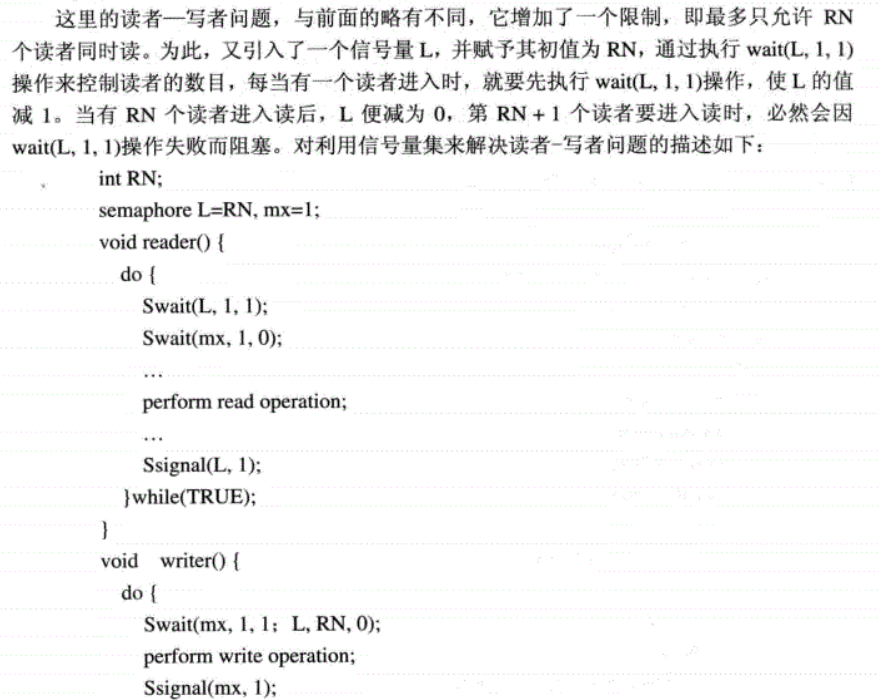 这里的读者—写者问题，与前面的略有不同，它增加了一个限制，即最多只允许 RN
个读者同时读。为此，又引入了一个信号量 L，并赋予其初值为 RN，通过执行 wait(L, 1, 1)
操作来控制读者的数目，每当有一个读者进入时，就要先执行 wait(L, 1, 1)操作，使 L 的值
减 1。当有 RN 个读者进入读后，L 便减为 0，第 RN + 1 个读者要进入读时，必然会因
wait(L, 1, 1)操作失败而阻塞。对利用信号量集来解决读者-写者问题的描述如下：
int RN;
semaphore L=RN, mx=1;
void reader() {
do {
Swait(L, 1, 1);
Swait(mx, 1, 0);
…
perform read operation;
…
Ssignal(L, 1);
}while(TRUE);
}
void writer() {
do {
Swait(mx, 1, 1；L, RN, 0);
perform write operation;
Ssignal(mx, 1);